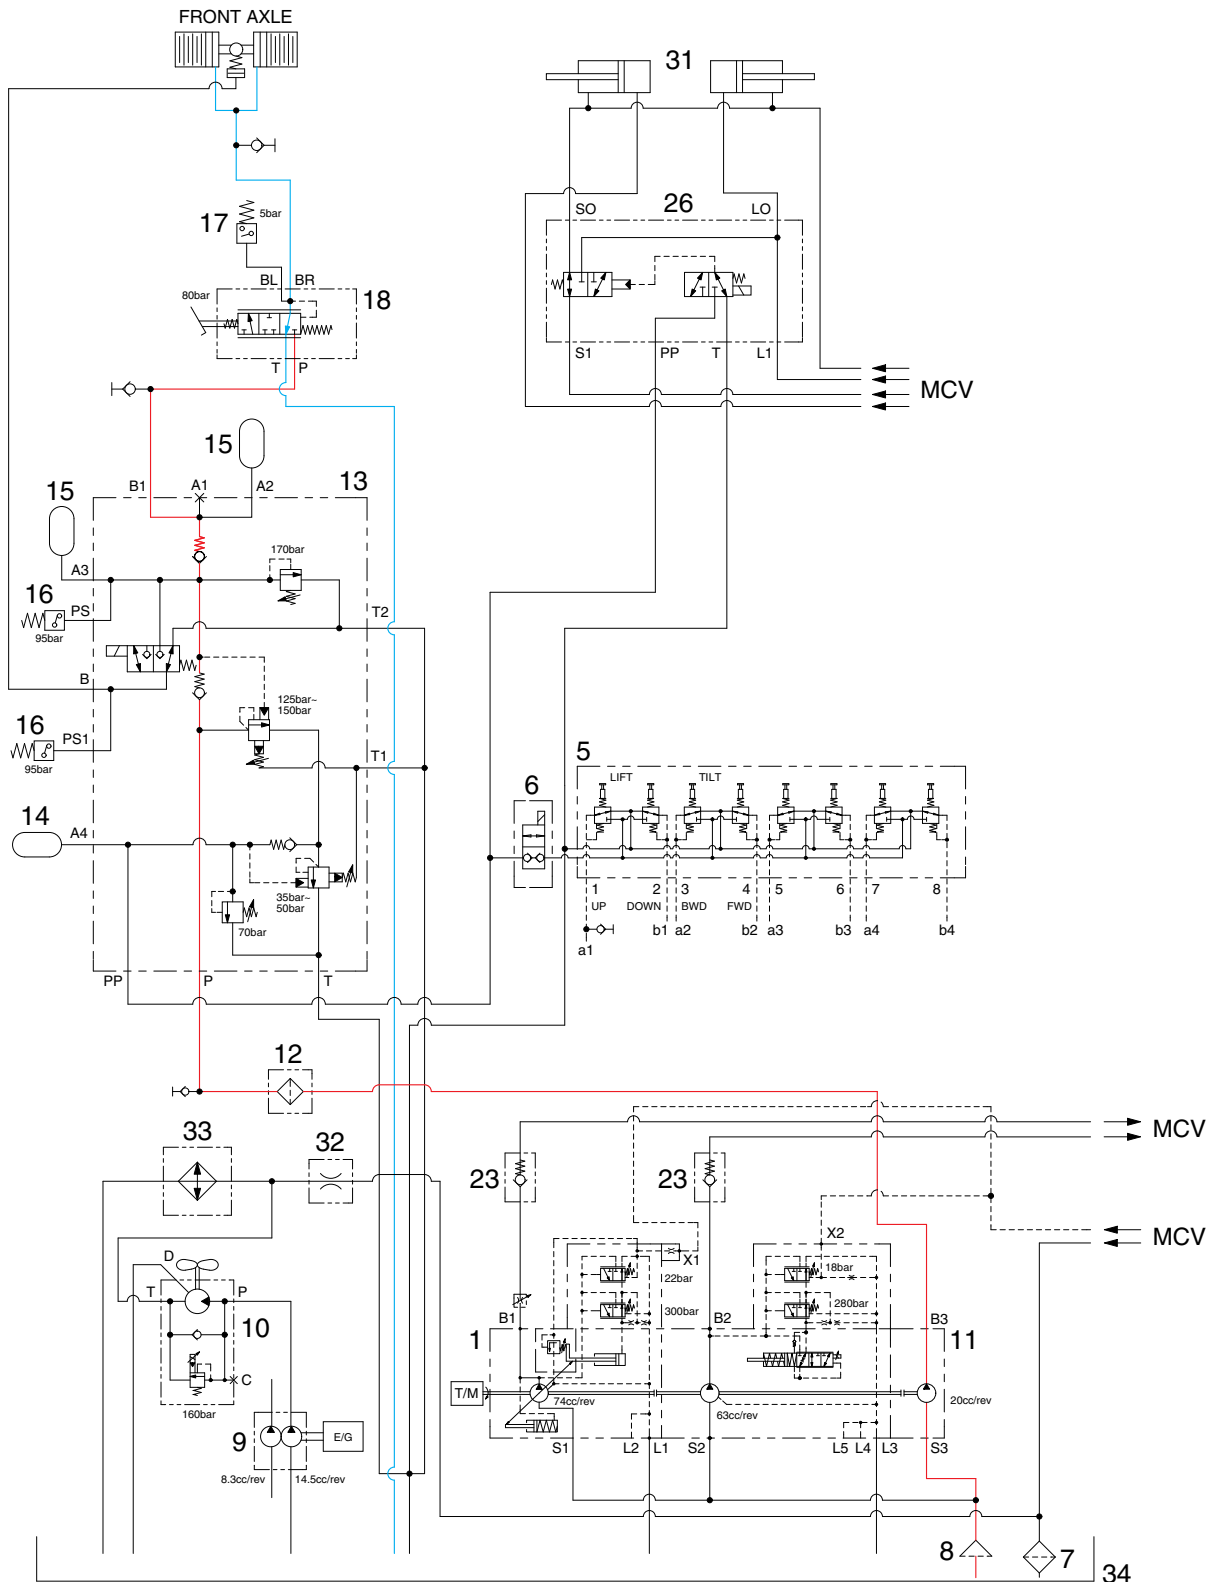 FRONT AXLE
31
17
5bar
26
SO
LO
BL
BR
80bar
18
T
P
S1
PP
T
L1
MCV
15
15
B1
A1
A2
13
170bar
A3
16
PS
95bar
T2
B
125bar~
150bar
16
PS1
95bar
T1
5
LIFT
TILT
6
14
A4
35bar~
50bar
70bar
1
2
3
4
5
6
7
8
UP
DOWN
BWD
FWD
a1
b1
a2
b2
a3
b3
a4
b4
PP
P
T
12
33
32
MCV
23
23
MCV
X1
X2
D
22bar
18bar
T
P
300bar
280bar
10
B1
B2
B3
1
11
C
T/M
74cc/rev
63cc/rev
20cc/rev
160bar
9
E/G
S1
L2
L1
S2
L5
L4
L3
S3
8.3cc/rev
14.5cc/rev
8
7
34